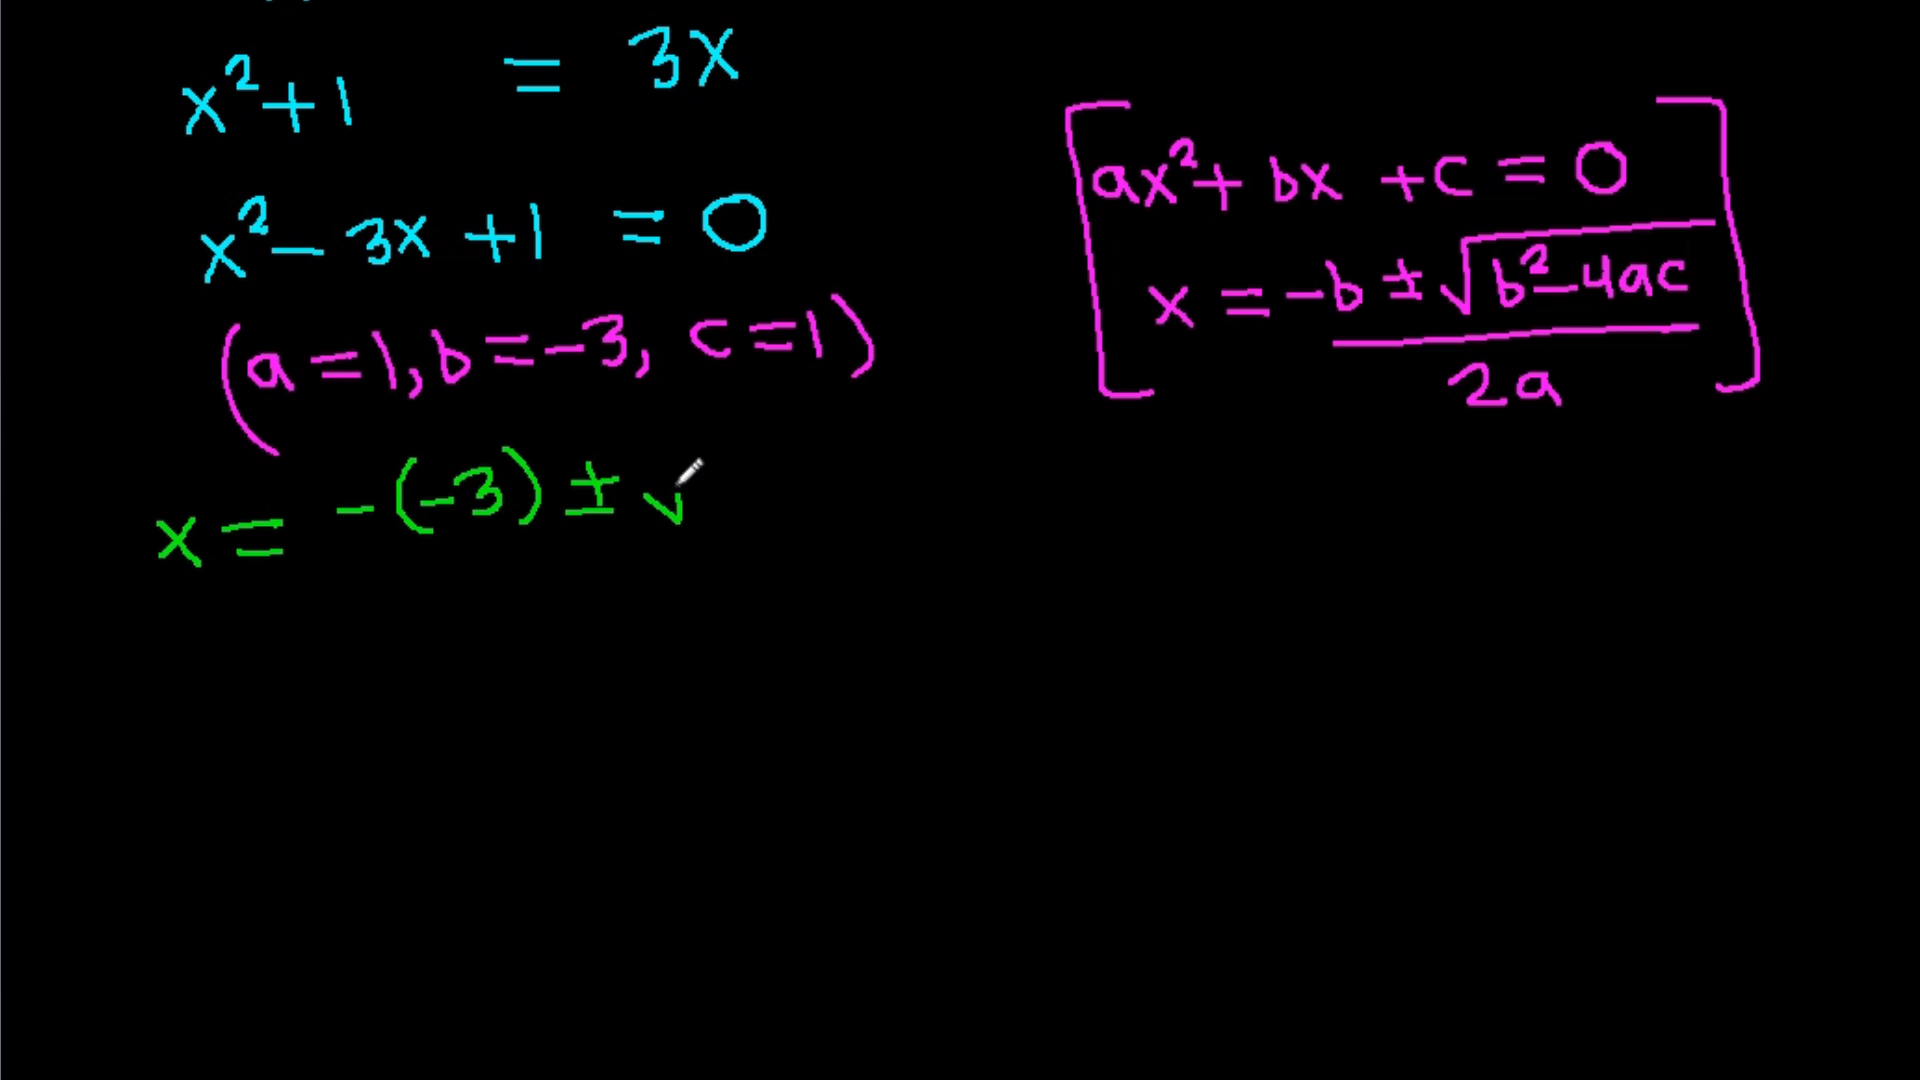 x²+1 = 3x
x²- 3x +1 = 0
(a=1, b=-3, c=1)
x = -(-3) ± √
[ax²+ bx +c = 0
x = -b ± √b²-4ac
2a]